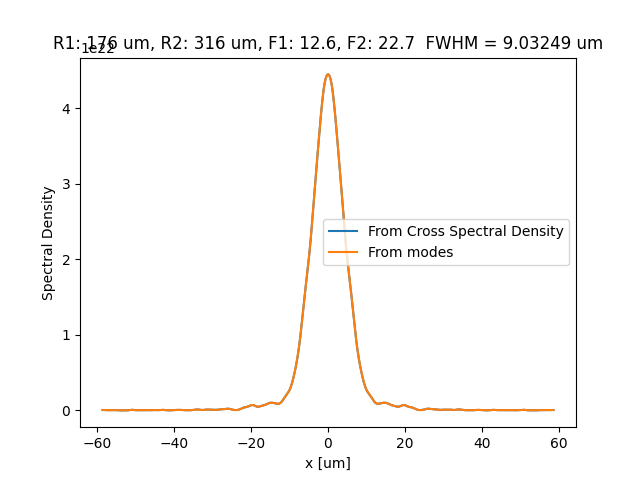 R1: 176 um, R2: 316 um, F1: 12.6, F2: 22.7  FWHM = 9.03249 um
1e22
4
3
2
1
0
Spectral Density
From Cross Spectral Density
From modes
−60 −40 −20 0 20 40 60
x [um]